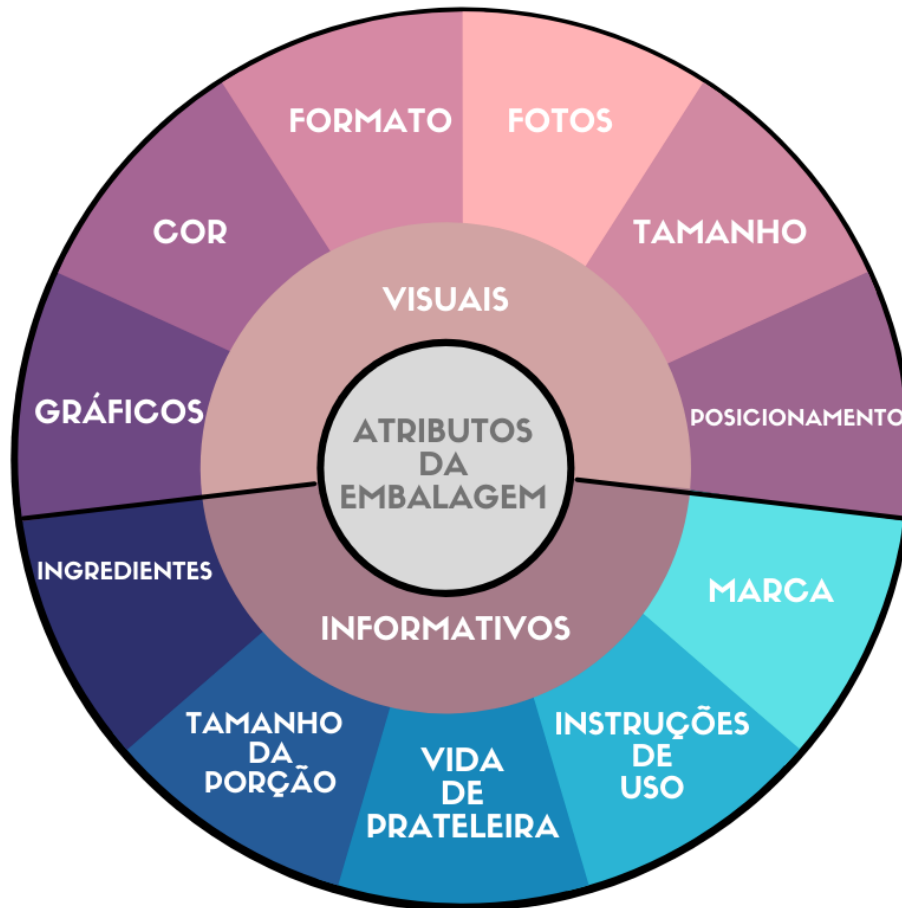 FORMATO
FOTOS
COR
TAMANHO
VISUAIS
GRÁFICOS
POSICIONAMENTO
ATRIBUTOS
DA
EMBALAGEM
INGREDIENTES
MARCA
INFORMATIVOS
TAMANHO
DA
PORÇÃO
VIDA
DE
PRATELEIRA
INSTRUÇÕES
DE
USO